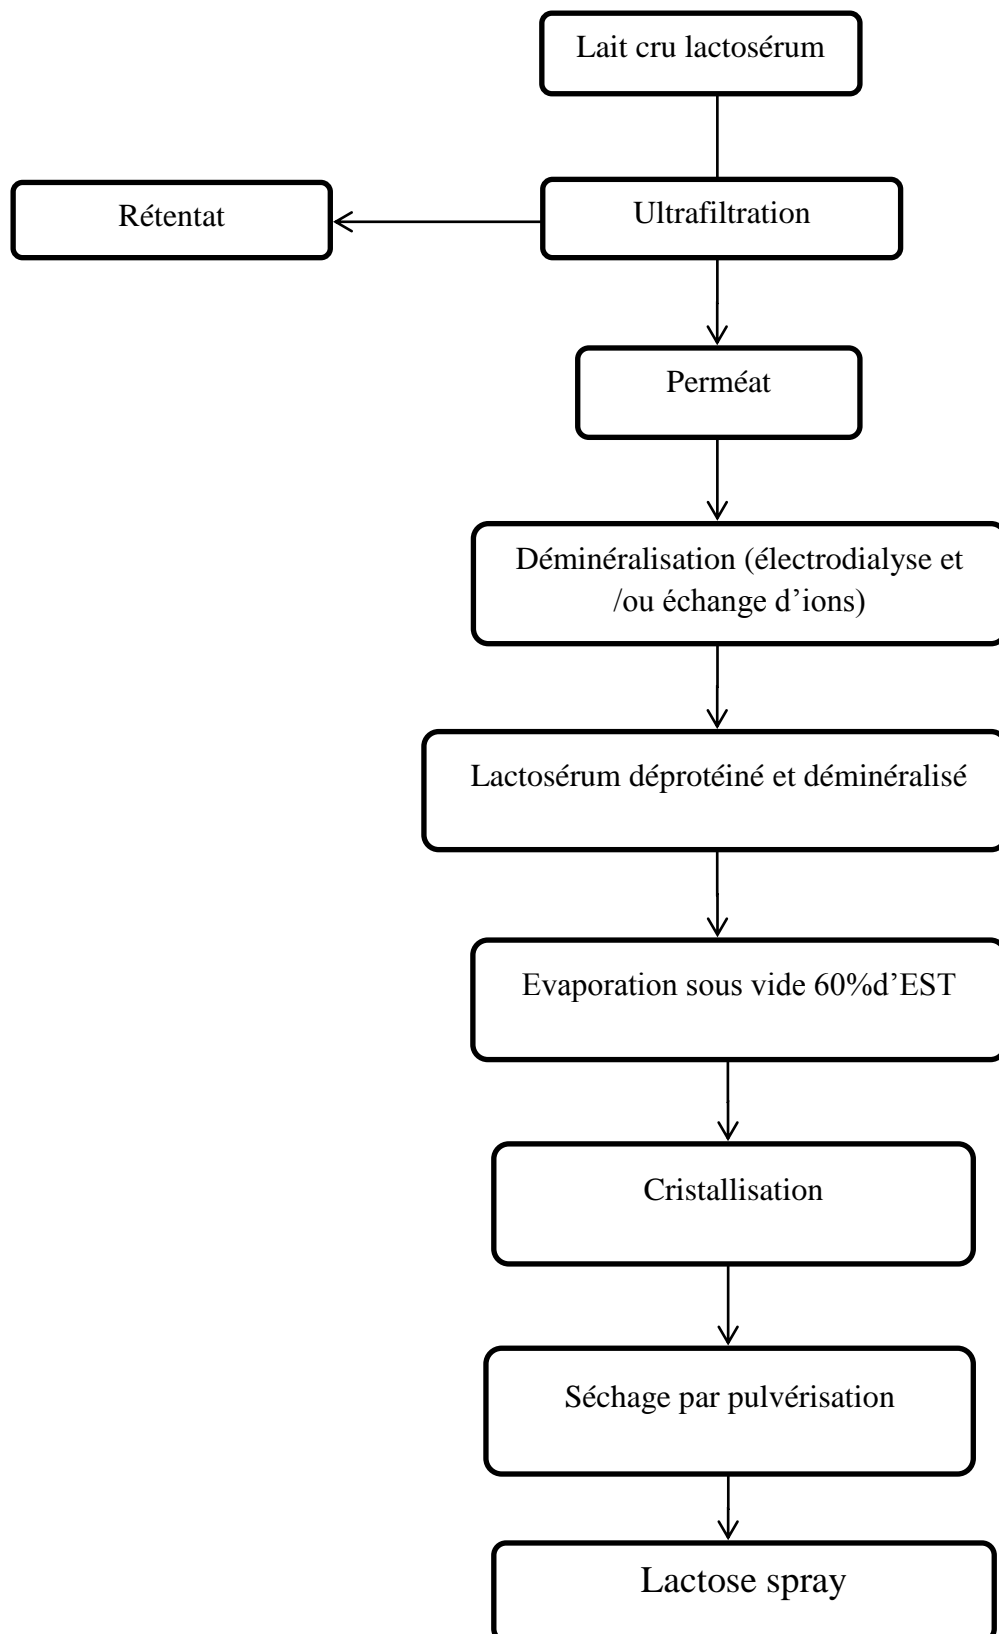 Lait cru lactosérum
Rétentat
Ultrafiltration
Perméat
Déminéralisation (électrodialyse et
/ou échange d’ions)
Lactosérum déprotéiné et déminéralisé
Evaporation sous vide 60%d’EST
Cristallisation
Séchage par pulvérisation
Lactose spray